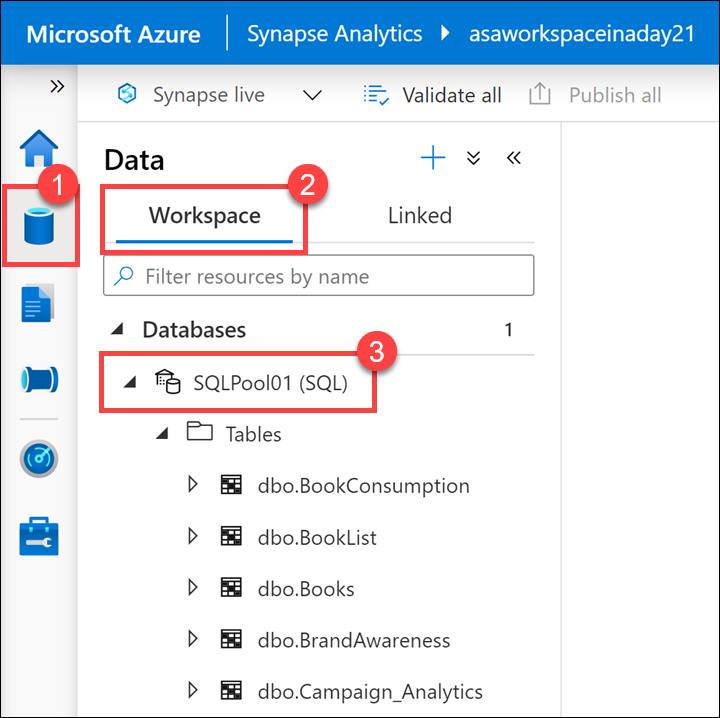 Microsoft Azure Synapse Analytics asaworkspaceinaday21
Synapse live Validate all Publish all
Data
1
2
Workspace Linked
Filter resources by name
Databases 1
3
SQLPool01 (SQL)
Tables
dbo.BookConsumption
dbo.BookList
dbo.Books
dbo.BrandAwareness
dbo.Campaign_Analytics